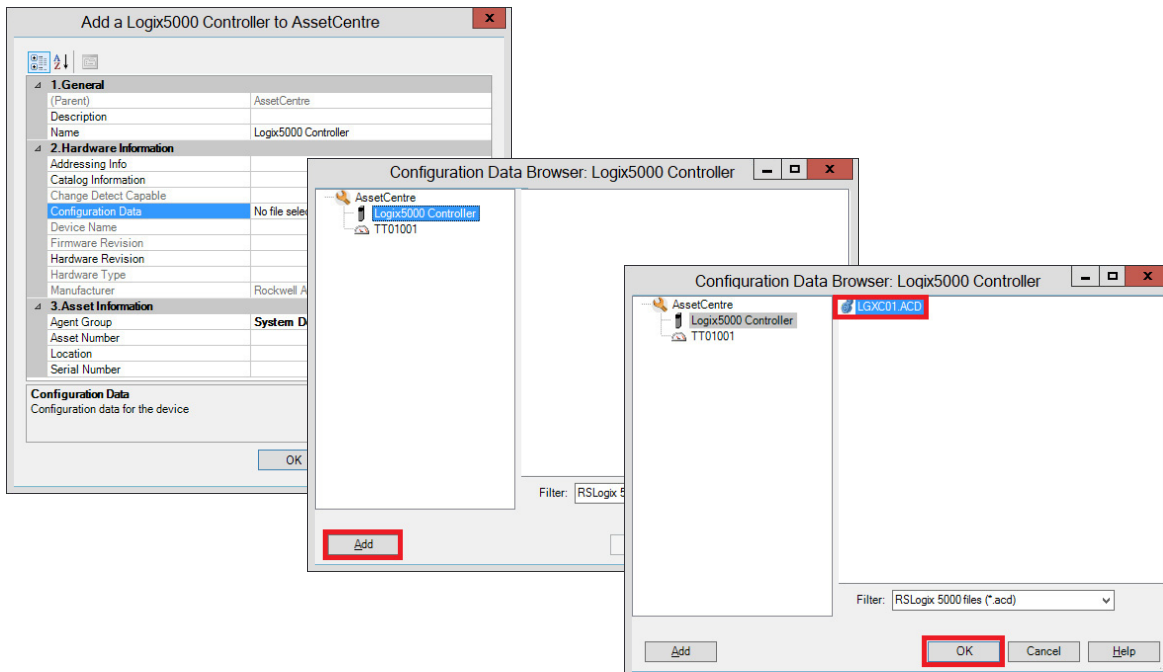 Add a Logix5000 Controller to AssetCentre
x
A
Z
1.General
(Parent) AssetCentre
Description
Name Logix5000 Controller
2.Hardware Information
Addressing Info
Catalog Information
Change Detect Capable
Configuration Data No file selec
Device Name
Firmware Revision
Hardware Revision
Hardware Type
Manufacturer Rockwell A
3.Asset Information
Agent Group System D
Asset Number
Location
Serial Number
Configuration Data
Configuration data for the device
OK
Configuration Data Browser: Logix5000 Controller
x
AssetCentre
Logix5000 Controller
TT01001
Filter: RSLogix 5
Add
Configuration Data Browser: Logix5000 Controller
x
AssetCentre
Logix5000 Controller
TT01001
LGXC01.ACD
Filter: RSLogix 5000 files (*.acd)
Add OK Cancel Help